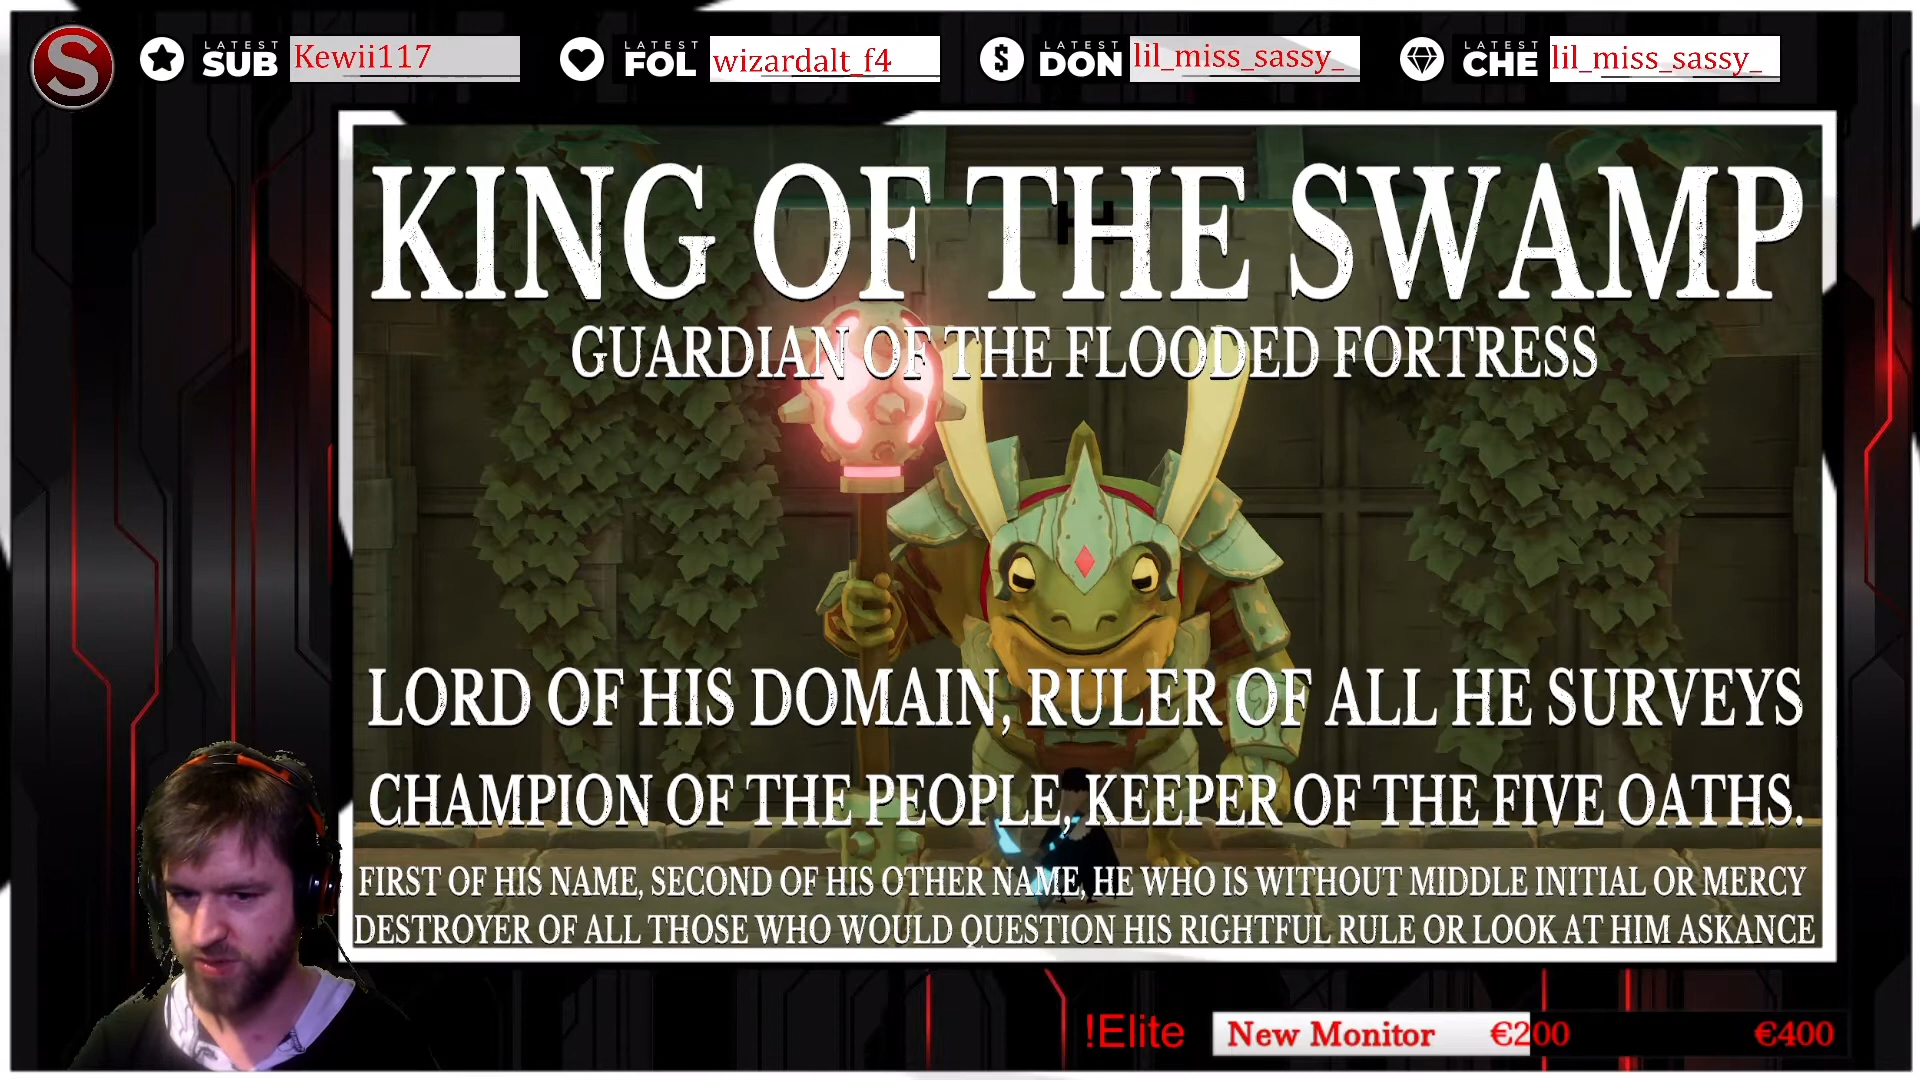 S
LATEST
SUB
Kewii117
LATEST
FOL
wizardalt_f4
LATEST
DON
lil_miss_sassy_
LATEST
CHE
lil_miss_sassy_
KING OF THE SWAMP
GUARDIAN OF THE FLOODED FORTRESS
LORD OF HIS DOMAIN, RULER OF ALL HE SURVEYS
CHAMPION OF THE PEOPLE, KEEPER OF THE FIVE OATHS.
FIRST OF HIS NAME, SECOND OF HIS OTHER NAME, HE WHO IS WITHOUT MIDDLE INITIAL OR MERCY
DESTROYER OF ALL THOSE WHO WOULD QUESTION HIS RIGHTFUL RULE OR LOOK AT HIM ASKANCE
!Elite
New Monitor €200 €400